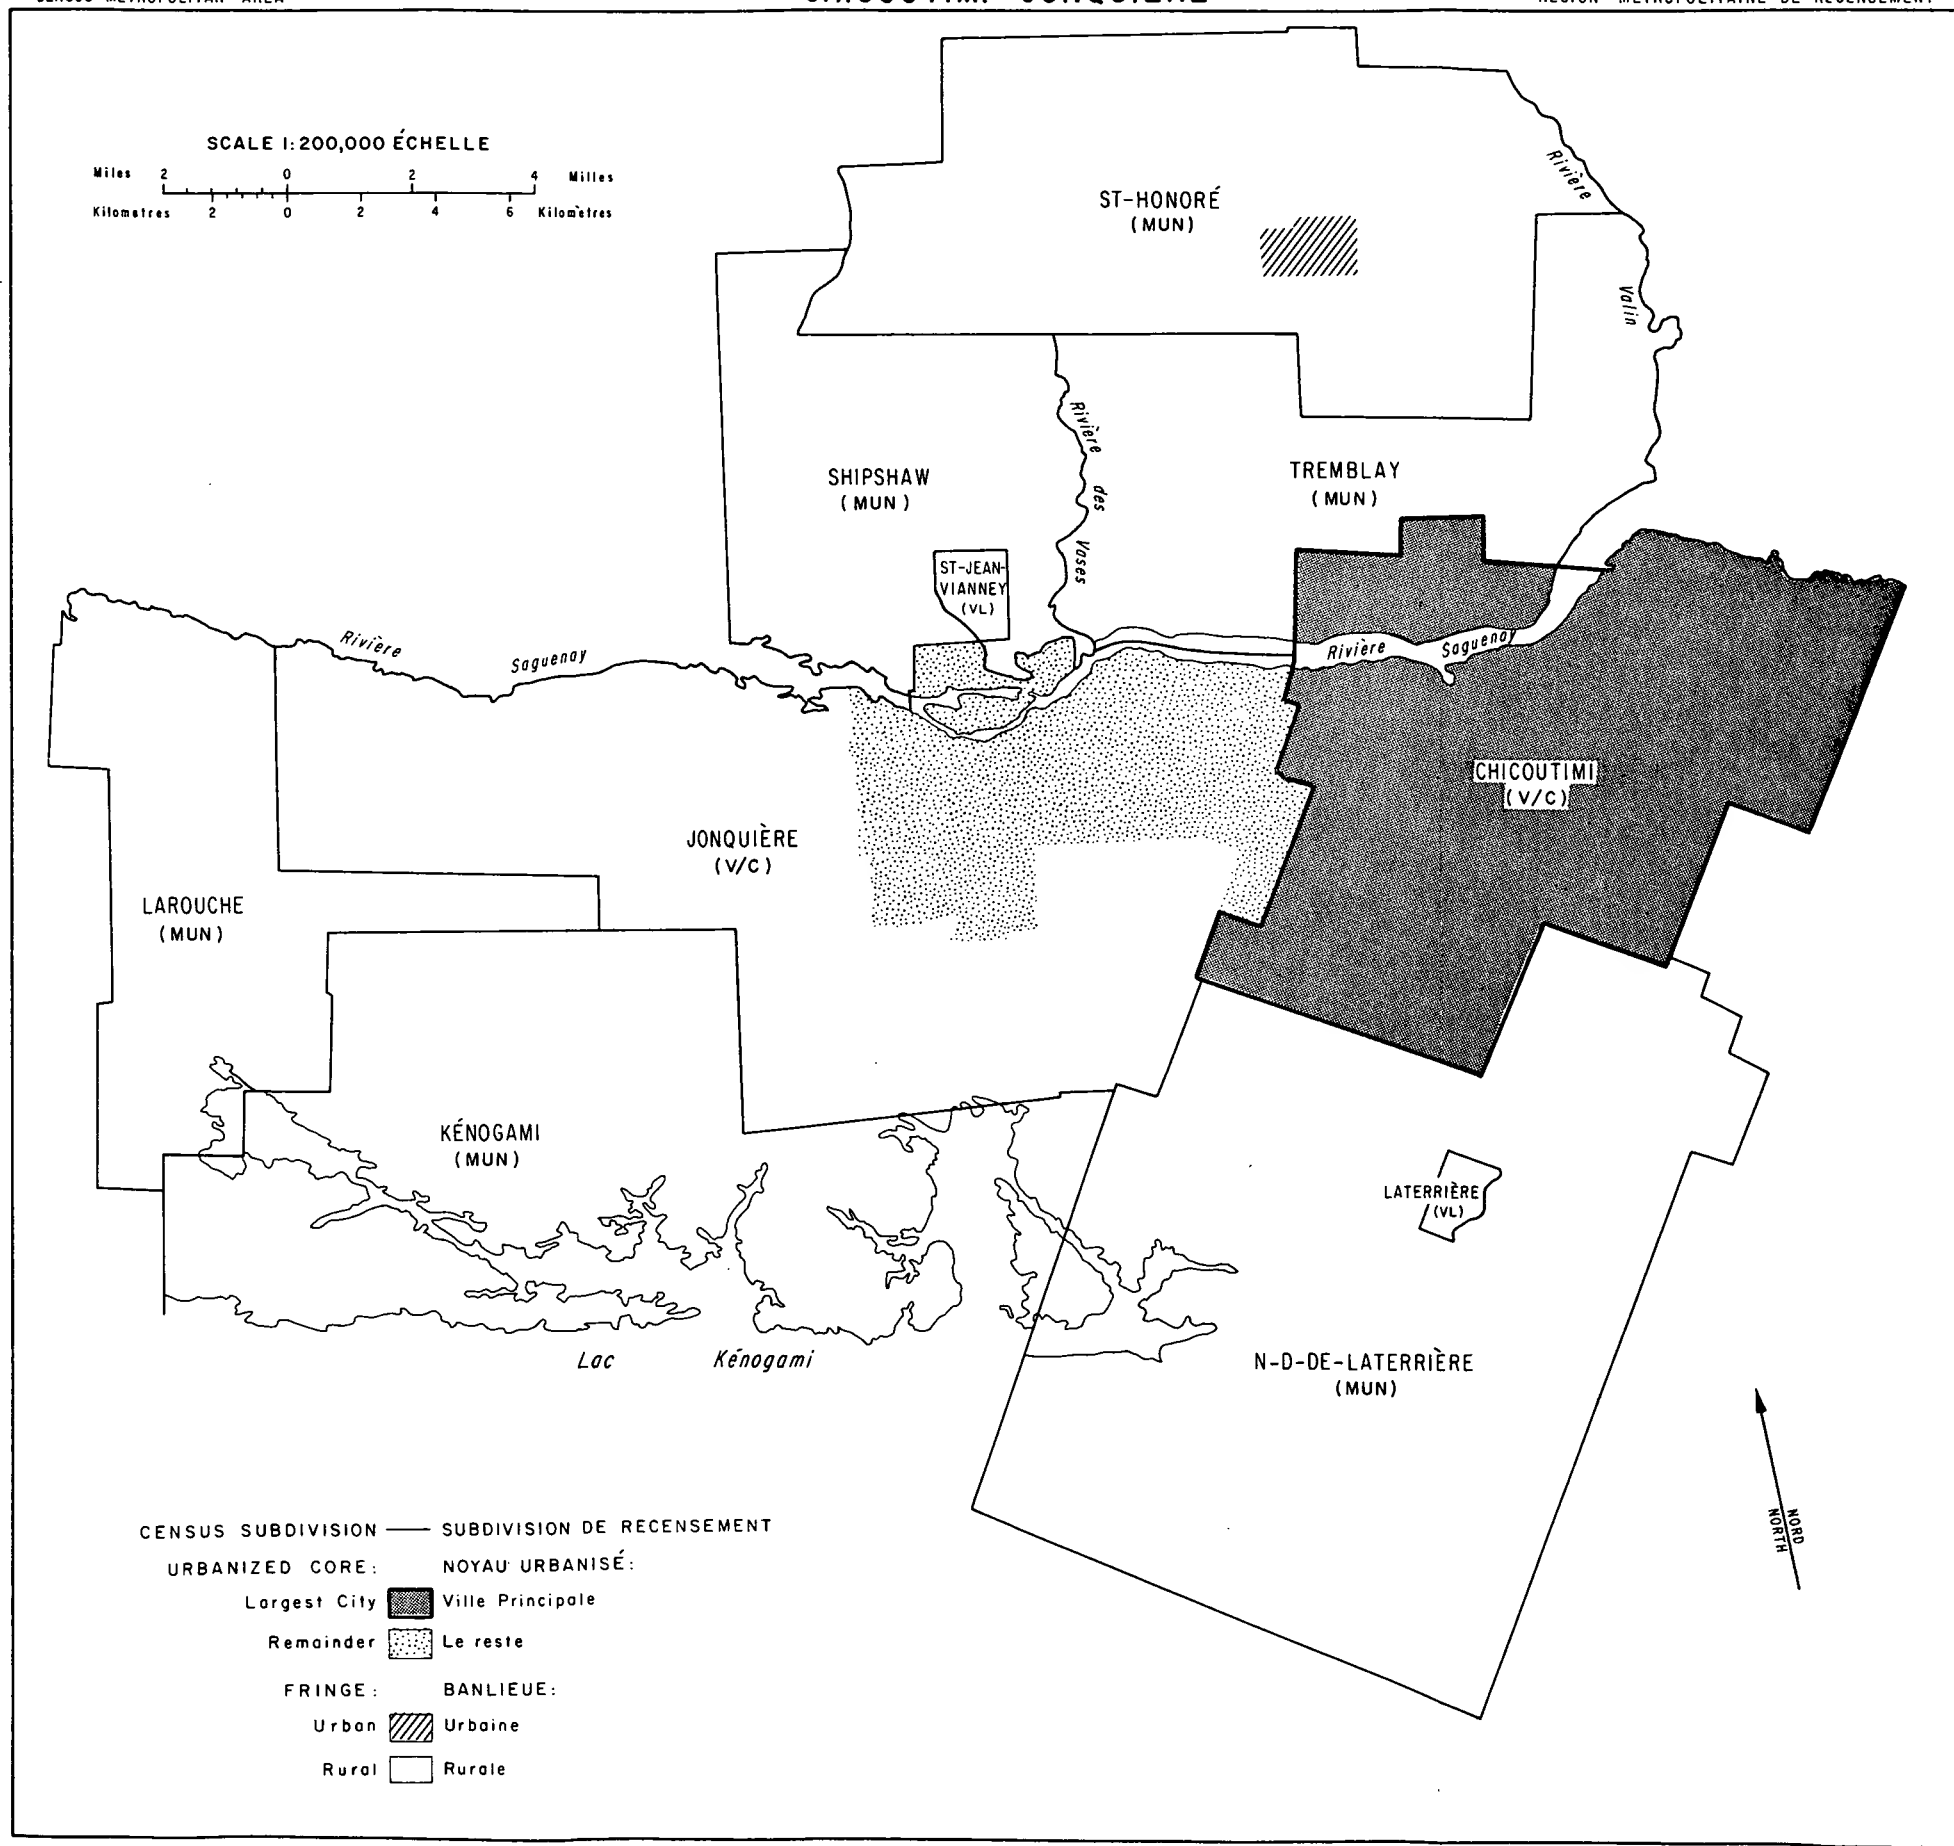 SCALE 1:200,000 ÉCHELLE
Miles 2 0 2 4 Milles
Kilometres 2 0 2 4 6 Kilomètres
ST-HONORÉ
(MUN)
Rivière
Valin
SHIPSHAW
(MUN)
Rivière
des
Vases
TREMBLAY
(MUN)
ST-JEAN-
VIANNEY
(VL)
Rivière
Saguenay
Rivière
Saguenay
CHICOUTIMI
(V/C)
JONQUIÈRE
(V/C)
LAROUCHE
(MUN)
KÉNOGAMI
(MUN)
LATERRIÈRE
(VL)
Lac Kénogami
N-D-DE-LATERRIÈRE
(MUN)
NORD
NORTH
CENSUS SUBDIVISION SUBDIVISION DE RECENSEMENT
URBANIZED CORE: NOYAU URBANISÉ:
Largest City Ville Principale
Remainder Le reste
FRINGE: BANLIEUE:
Urban Urbaine
Rural Rurale